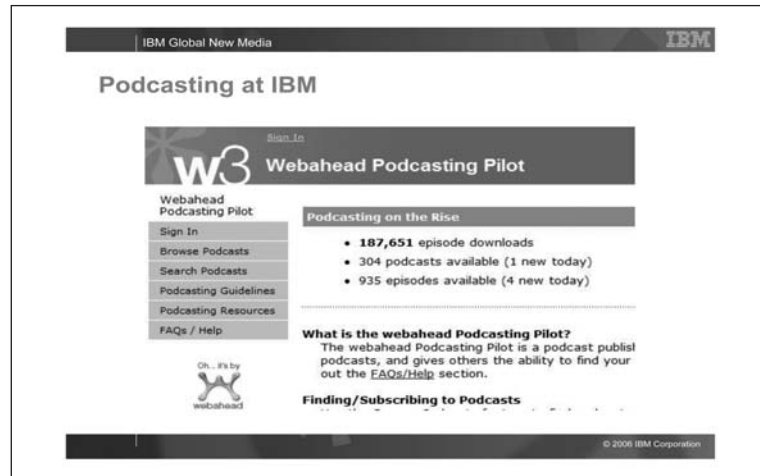 IBM Global New Media
IBM
Podcasting at IBM
Sign In
w3 Webahead Podcasting Pilot
Webahead
Podcasting Pilot
Sign In
Browse Podcasts
Search Podcasts
Podcasting Guidelines
Podcasting Resources
FAQs / Help
Oh... it's by
webahead
Podcasting on the Rise
• 187,651 episode downloads
• 304 podcasts available (1 new today)
• 935 episodes available (4 new today)
What is the webahead Podcasting Pilot?
The webahead Podcasting Pilot is a podcast publis
podcasts, and gives others the ability to find your
out the FAQs/Help section.
Finding/Subscribing to Podcasts
© 2006 IBM Corporation